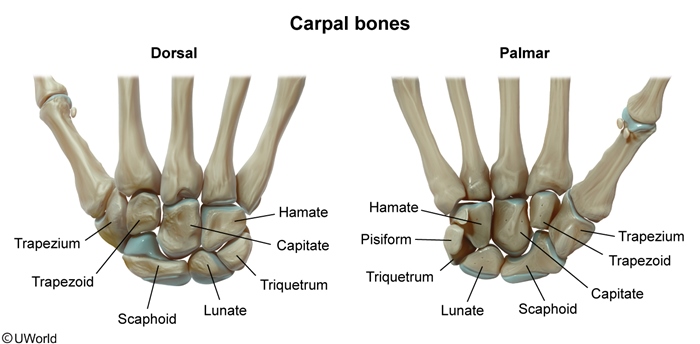 Carpal bones
Dorsal
Trapezium
Trapezoid
Scaphoid
Hamate
Capitate
Triquetrum
Lunate
Palmar
Hamate
Pisiform
Triquetrum
Lunate
Trapezium
Trapezoid
Capitate
Scaphoid
©UWorld